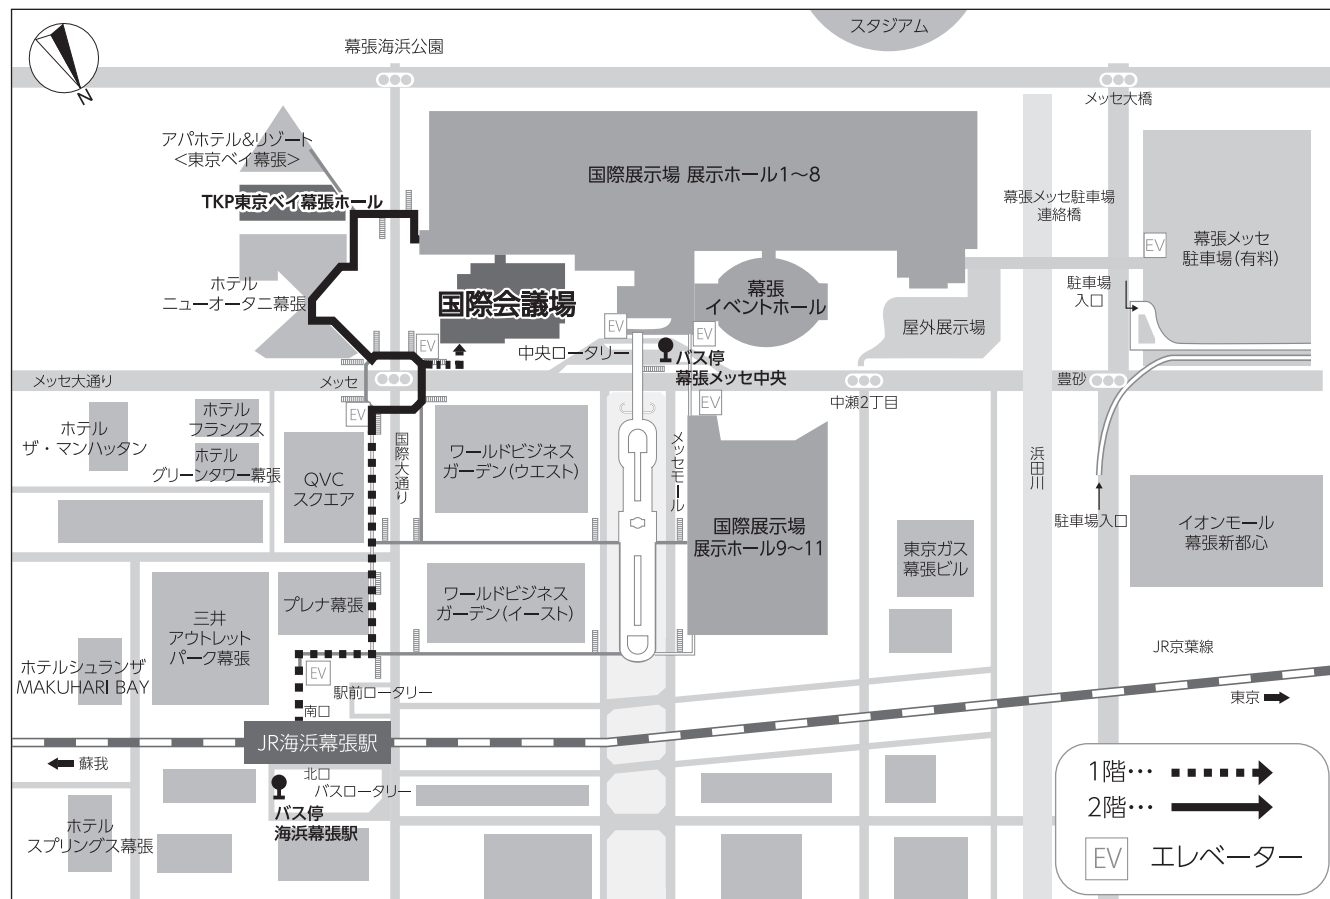 スタジアム
幕張海浜公園
N
メッセ大橋
アパホテル&リゾート
<東京ベイ幕張>
国際展示場 展示ホール1〜8
TKP東京ベイ幕張ホール
幕張メッセ駐車場
連絡橋
EV
幕張メッセ
駐車場(有料)
ホテル
ニューオータニ幕張
国際会議場
幕張
イベントホール
駐車場
入口
屋外展示場
EV
EV
EV
中央ロータリー
バス停
幕張メッセ中央
メッセ大通り
メッセ
豊砂
中瀬2丁目
EV
EV
ホテル
フランクス
ホテル
ザ・マンハッタン
ホテル
グリーンタワー幕張
QVC
スクエア
国際大通り
ワールドビジネス
ガーデン(ウエスト)
メッセモール
浜田川
駐車場入口
国際展示場
展示ホール9〜11
東京ガス
幕張ビル
イオンモール
幕張新都心
三井
アウトレット
パーク幕張
プレナ幕張
ワールドビジネス
ガーデン(イースト)
ホテルシュランザ
MAKUHARI BAY
EV
駅前ロータリー
南口
JR京葉線
東京
JR海浜幕張駅
蘇我
北口
バスロータリー
バス停
海浜幕張駅
ホテル
スプリングス幕張
1階…
2階…
EV エレベーター